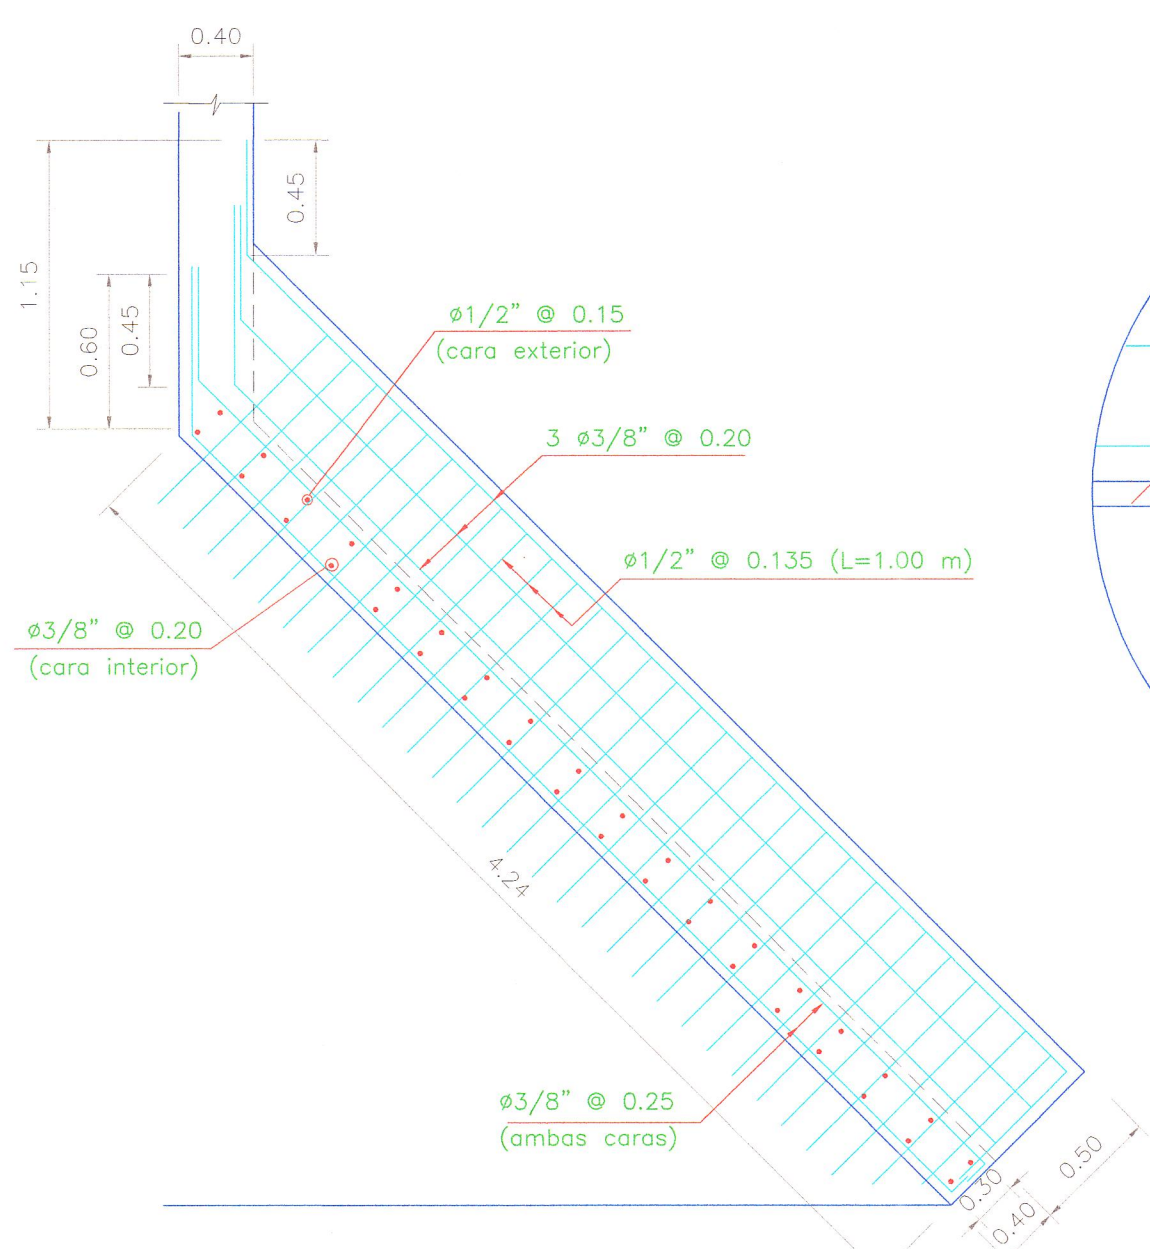 0.40
0.45
1.15
0.60
0.45
ø1/2" @ 0.15
(cara exterior)
3 ø3/8" @ 0.20
ø1/2" @ 0.135 (L=1.00 m)
ø3/8" @ 0.20
(cara interior)
4.24
ø3/8" @ 0.25
(ambas caras)
0.30
0.40
0.50